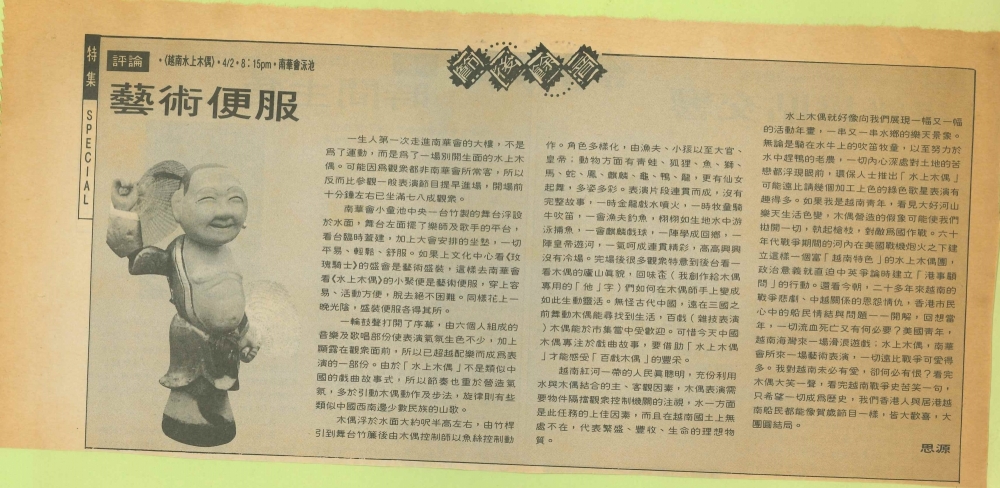 特集
SPECIAL
評論
・《越南水上木偶》・4/2・8：15pm・南華會泳池
藝術便服
一生人第一次走進南華會的大樓，不是
爲了運動，而是爲了一場別開生面的水上木
偶。可能因爲觀衆都非南華會所常客，所以
反而比參觀一般表演節目提早進場，開場前
十分鐘左右已坐滿七八成觀衆。
南華會小童池中央一台竹製的舞台浮設
於水面，舞台左面擺了樂師及歌手的平台，
看台臨時蓋建，加上大會安排的坐墊，一切
平易、輕鬆、舒服。如果上文化中心看《玫
瑰騎士》的盛會是藝術盛裝，這樣去南華會
看《水上木偶》的小聚便是藝術便服，穿上容
易、活動方便，脫去絕不困難。同樣花上一
晚光陰，盛裝便服各得其所。
一輪鼓聲打開了序幕，由六個人組成的
音樂及歌唱部份使表演氣氛生色不少，加上
顯露在觀衆面前，所以已超越配樂而成爲表
演的一部份。由於「水上木偶」不是類似中
國的戲曲故事式，所以節奏也重於營造氣
氛，多於引動木偶動作及步法，旋律則有些
類似中國西南邊少數民族的山歌。
木偶浮於水面大約呎半高左右，由竹桿
引到舞台竹簾後由木偶控制師以魚絲控制動
作。角色多樣化，由漁夫、小孩以至大官、
皇帝；動物方面有青蛙、狐狸、魚、獅、
馬、蛇、鳳、麒麟、龜、鴨、龍，更有仙女
起舞，多姿多彩。表演片段連貫而成，沒有
完整故事，一時金龍戲水噴火，一時牧童騎
牛吹笛，一會漁夫釣魚，栩栩如生地水中游
泳捕魚，一會麒麟戲球，一陣學成回鄉，一
陣皇帝遊河，一氣呵成連貫精彩，高高興興
沒有冷場。完場後很多觀衆特意到後台看一
看木偶的廬山眞貌，回味（我創作給木偶
專用的「他」字）們如何在木偶師手上變成
如此生動靈活。無怪古代中國，遠在三國之
前舞動木偶能尋找到生活，百戲（雜技表演
）木偶能於市集當中受歡迎。可惜今天中國
木偶專注於戲曲故事，要借助「水上木偶
」才能感受「百戲木偶」的豐采。
越南紅河一帶的人民眞聰明，充份利用
水與木偶結合的主、客觀因素，木偶表演需
要物件隔擋觀衆控制機關的注視，水一方面
是此任務的上佳因素，而且在越南國土上無
處不在，代表繁盛、豐收、生命的理想物
質。
水上木偶就好像向我們展現一幅又一幅
的活動年畫，一串又一串水鄉的樂天景像。
無論是騎在水牛上的吹笛牧童，以至努力於
水中趕鴨的老農，一切內心深處對土地的苦
戀都浮現眼前，環保人士推出「水上木偶」
可能遠比請幾個加工上色的綠色歌星表演有
趣得多。如果我是越南青年，看見大好河山
樂天生活色變，木偶營造的假象可能使我們
拋開一切，執起槍枝，對敵爲國作戰。六十
年代戰爭期間的河內在美國戰機炮火之下建
立這樣一個富「越南特色」的水上木偶團，
政治意義就直迫中英爭論時建立「港事顧
問」的行動。還看今朝，二十多年來越南的
戰爭悲劇、中越關係的恩怨情仇，香港市民
心中的船民情結與問題一一開解，回想當
年，一切流血死亡又有何必要？美國青年，
越南海灣來一場滑浪遊戲；水上木偶，南華
會所來一場藝術表演，一切遠比戰爭可愛得
多。我對越南未必有愛，卻何必有恨？看完
木偶大笑一聲，看完越南戰爭史苦笑一句，
只希望一切成爲歷史，我們香港人與居港越
南船民都能像賀歲節目一樣，皆大歡喜，大
團圓結局。
思源